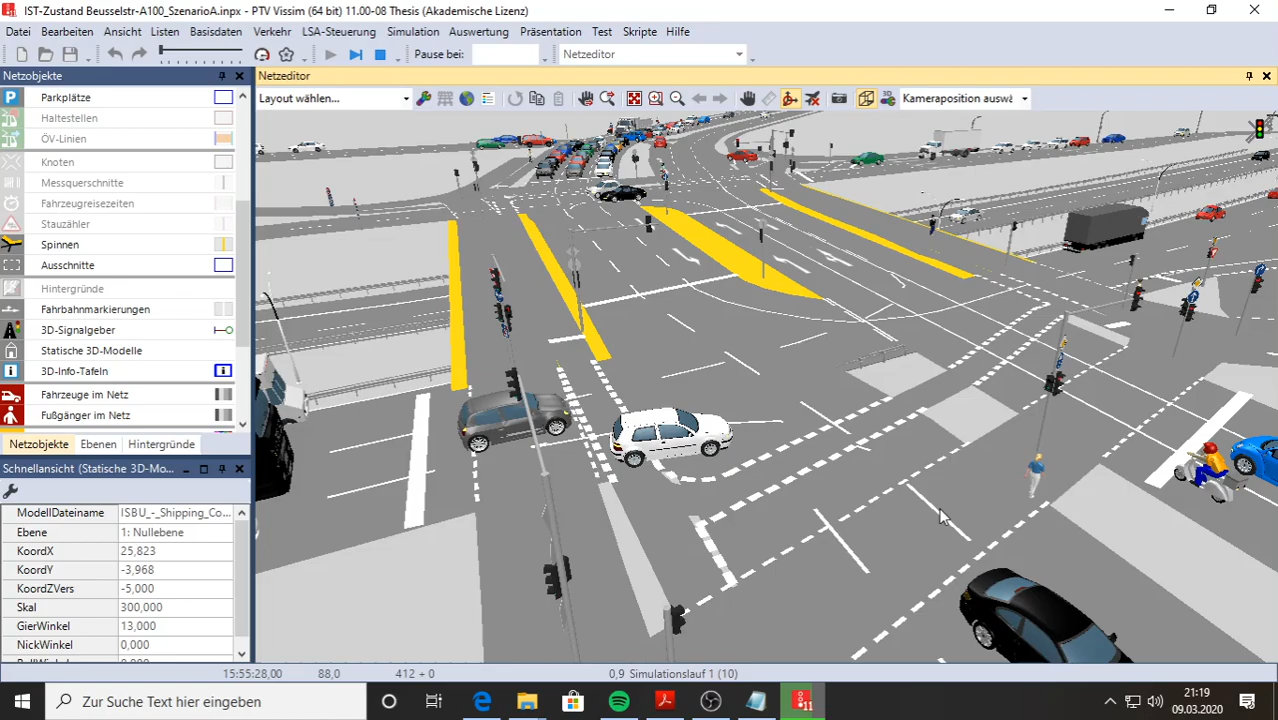 IST-Zustand Beusselstr-A100_SzenarioA.inpx - PTV Vissim (64 bit) 11.00-08 Thesis (Akademische Lizenz)
Datei Bearbeiten Ansicht Listen Basisdaten Verkehr LSA-Steuerung Simulation Auswertung Präsentation Test Skripte Hilfe
Pause bei: Netzeditor
Netzobjekte
Netzeditor
Layout wählen...
Kameraposition auswä
Parkplätze
Haltestellen
ÖV-Linien
Knoten
Messquerschnitte
Fahrzeugreisezeiten
Stauzähler
Spinnen
Ausschnitte
Hintergründe
Fahrbahnmarkierungen
3D-Signalgeber
Statische 3D-Modelle
3D-Info-Tafeln
Fahrzeuge im Netz
Fußgänger im Netz
Netzobjekte Ebenen Hintergründe
Schnellansicht (Statische 3D-Mo...
ModellDateiname ISBU_-_Shipping_Co...
Ebene 1: Nullebene
KoordX 25,823
KoordY -3,968
KoordZVers -5,000
Skal 300,000
GierWinkel 13,000
NickWinkel 0,000
15:55:28,00 88,0 412 + 0 0,9 Simulationslauf 1 (10)
Zur Suche Text hier eingeben
11
21:19
09.03.2020